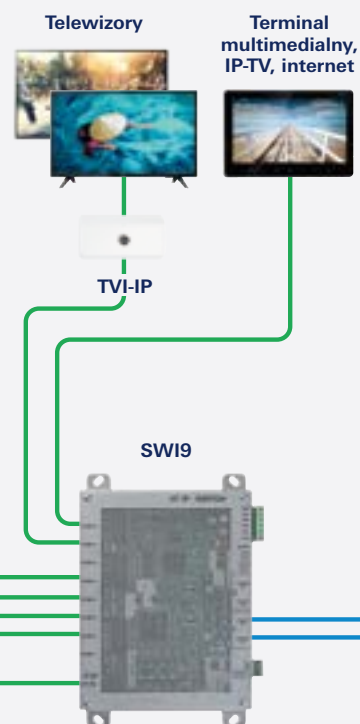 Telewizory
Terminal
multimedialny,
IP-TV, internet
TVI-IP
SWI9